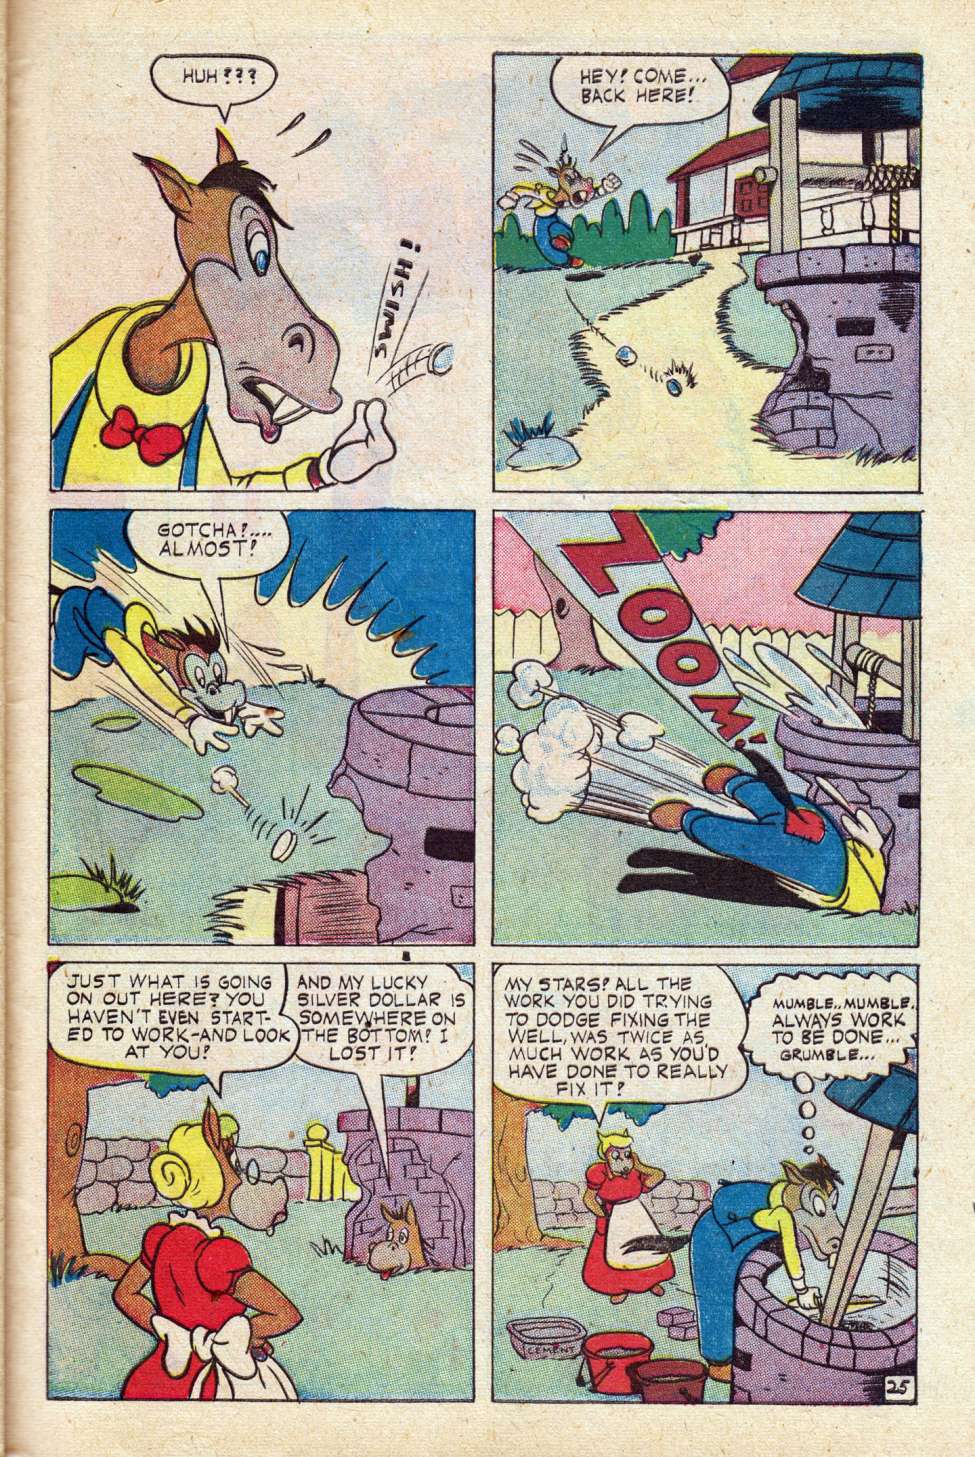 HUH???
SWISH!
HEY! COME...
BACK HERE!
GOTCHA?....
ALMOST!
ZOOM!
JUST WHAT IS GOING
ON OUT HERE? YOU
HAVEN'T EVEN START-
ED TO WORK-AND LOOK
AT YOU?
AND MY LUCKY
SILVER DOLLAR IS
SOMEWHERE ON
THE BOTTOM! I
LOST IT!
MY STARS! ALL THE
WORK YOU DID TRYING
TO DODGE FIXING THE
WELL, WAS TWICE AS
MUCH WORK AS YOU'D
HAVE DONE TO REALLY
FIX IT?
MUMBLE..MUMBLE..
ALWAYS WORK
TO BE DONE...
GRUMBLE...
CEMENT
25